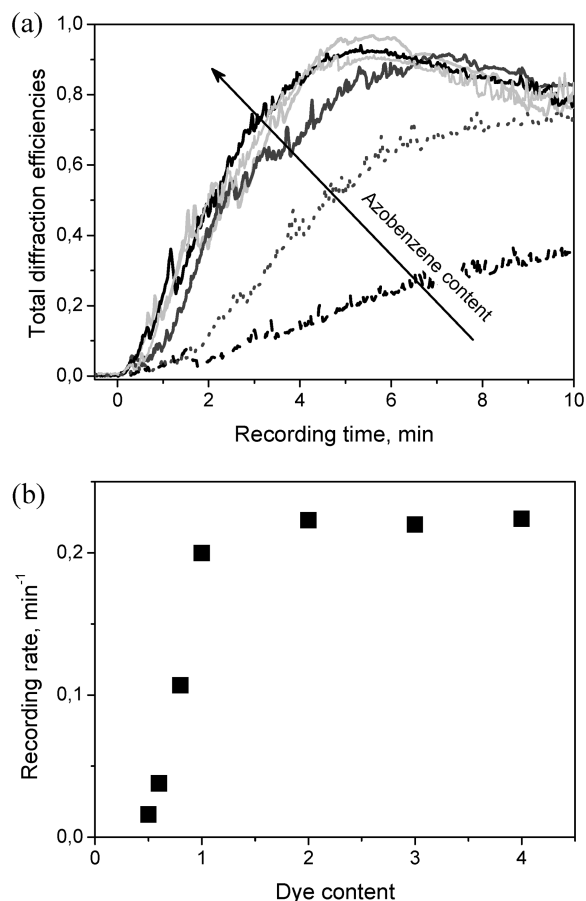 (a)
1,0
0,8
0,6
0,4
0,2
0,0
Total diffraction efficiencies
Azobenzene content
0 2 4 6 8 10
Recording time, min
(b)
0,2
0,1
0,0
Recording rate, min⁻¹
0 1 2 3 4
Dye content